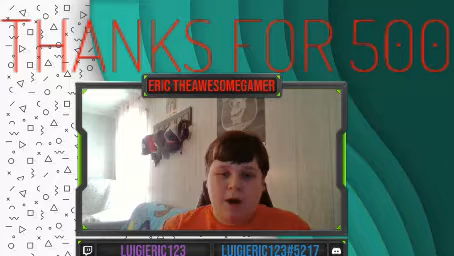 THANKS FOR 500
ERIC THEAWESOMEGAMER
LUIGIERIC123
LUIGIERIC123#5217